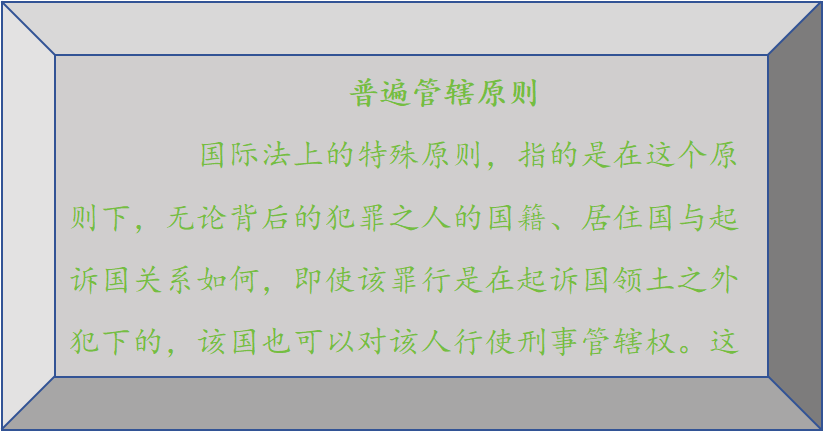 普遍管辖原则
国际法上的特殊原则，指的是在这个原
则下，无论背后的犯罪之人的国籍、居住国与起
诉国关系如何，即使该罪行是在起诉国领土之外
犯下的，该国也可以对该人行使刑事管辖权。这